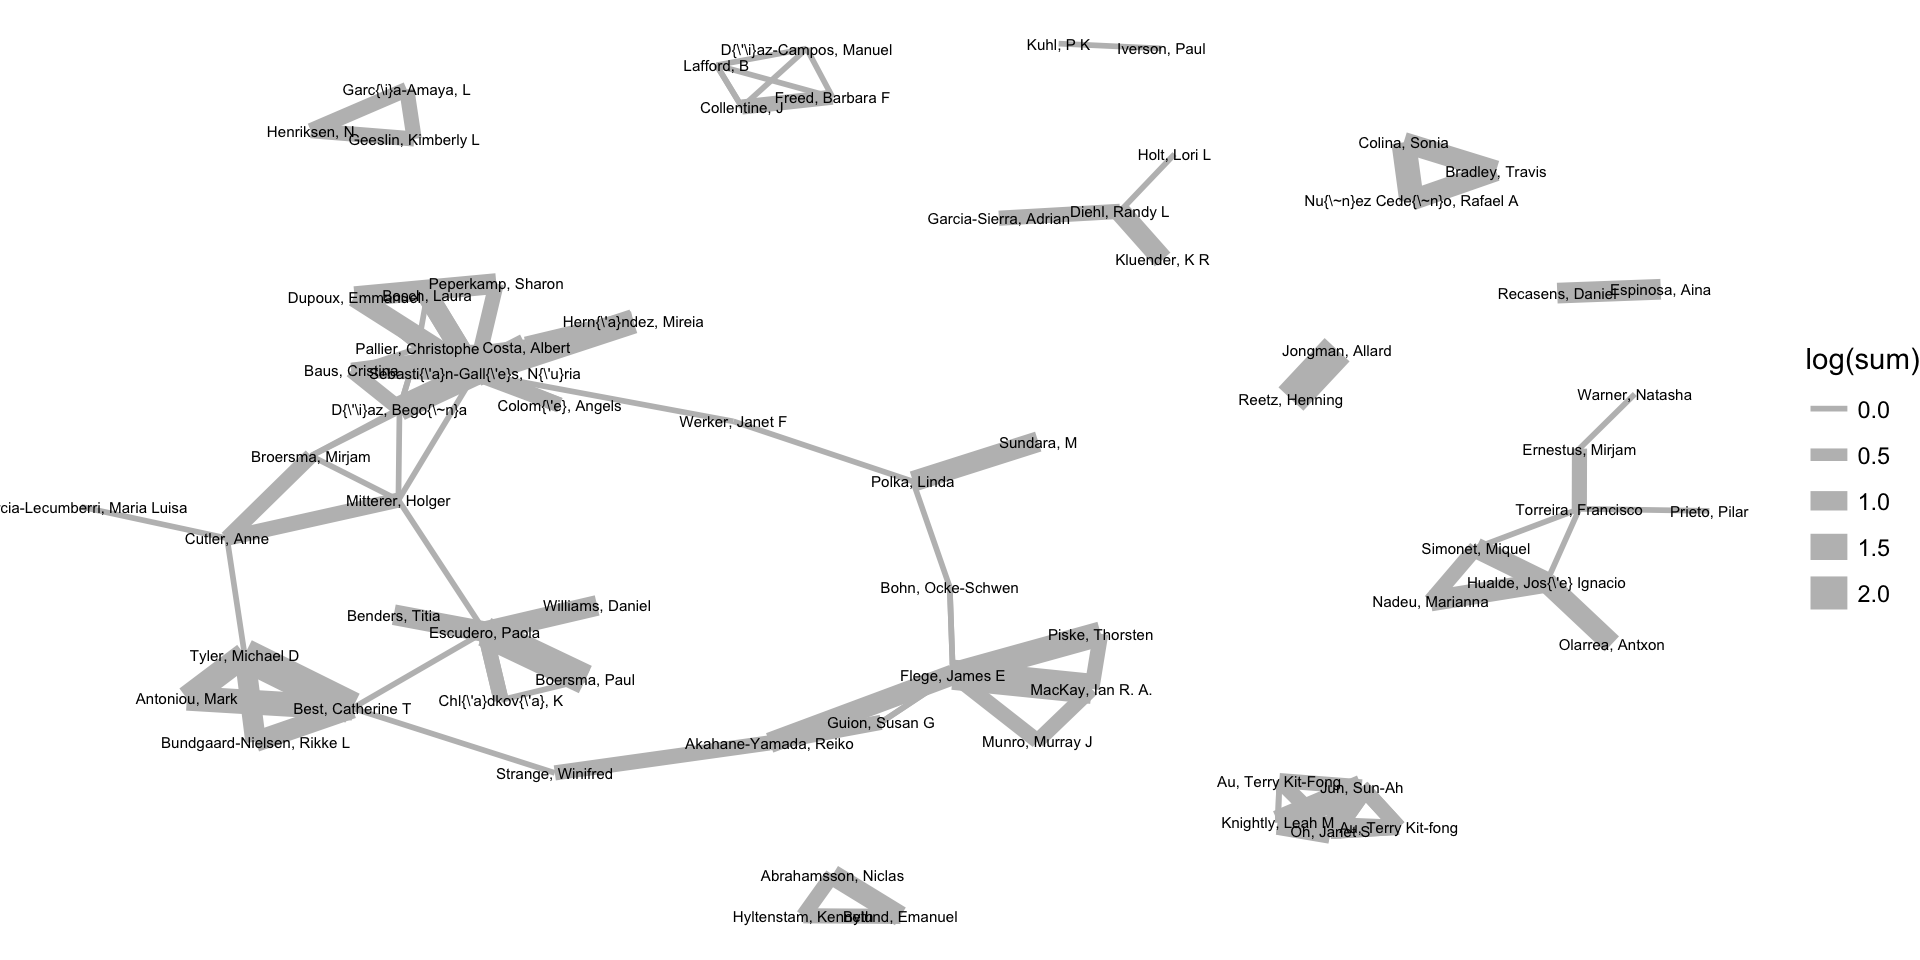 Kuhl, P K
Iverson, Paul
D{\'\i}az-Campos, Manuel
Lafford, B
Freed, Barbara F
Collentine, J
Garc{\i}a-Amaya, L
Henriksen, N
Geeslin, Kimberly L
Holt, Lori L
Colina, Sonia
Bradley, Travis
Nu{\~n}ez Cede{\~n}o, Rafael A
Garcia-Sierra, Adrian
Diehl, Randy L
Kluender, K R
Peperkamp, Sharon
Dupoux, Emmanuel
Bosch, Laura
Recasens, Daniel
Espinosa, Aina
Hern{\'a}ndez, Mireia
Pallier, Christophe
Costa, Albert
Jongman, Allard
Baus, Cristina
Sebasti{\'a}n-Gall{\'e}s, N{\'u}ria
log(sum)
0.0
0.5
1.0
1.5
2.0
Reetz, Henning
Warner, Natasha
D{\'\i}az, Bego{\~n}a
Colom{\'e}, Angels
Werker, Janet F
Sundara, M
Ernestus, Mirjam
Broersma, Mirjam
Polka, Linda
Mitterer, Holger
cia-Lecumberri, Maria Luisa
Torreira, Francisco
Prieto, Pilar
Cutler, Anne
Simonet, Miquel
Hualde, Jos{\'e} Ignacio
Bohn, Ocke-Schwen
Nadeu, Marianna
Williams, Daniel
Benders, Titia
Escudero, Paola
Piske, Thorsten
Olarrea, Antxon
Tyler, Michael D
Flege, James E
Boersma, Paul
MacKay, Ian R. A.
Antoniou, Mark
Best, Catherine T
Chl{\'a}dkov{\'a}, K
Guion, Susan G
Bundgaard-Nielsen, Rikke L
Akahane-Yamada, Reiko
Munro, Murray J
Strange, Winifred
Au, Terry Kit-Fong
Jun, Sun-Ah
Knightly, Leah M
Oh, Janet S
Au, Terry Kit-fong
Abrahamsson, Niclas
Hyltenstam, Kenneth
Bylund, Emanuel